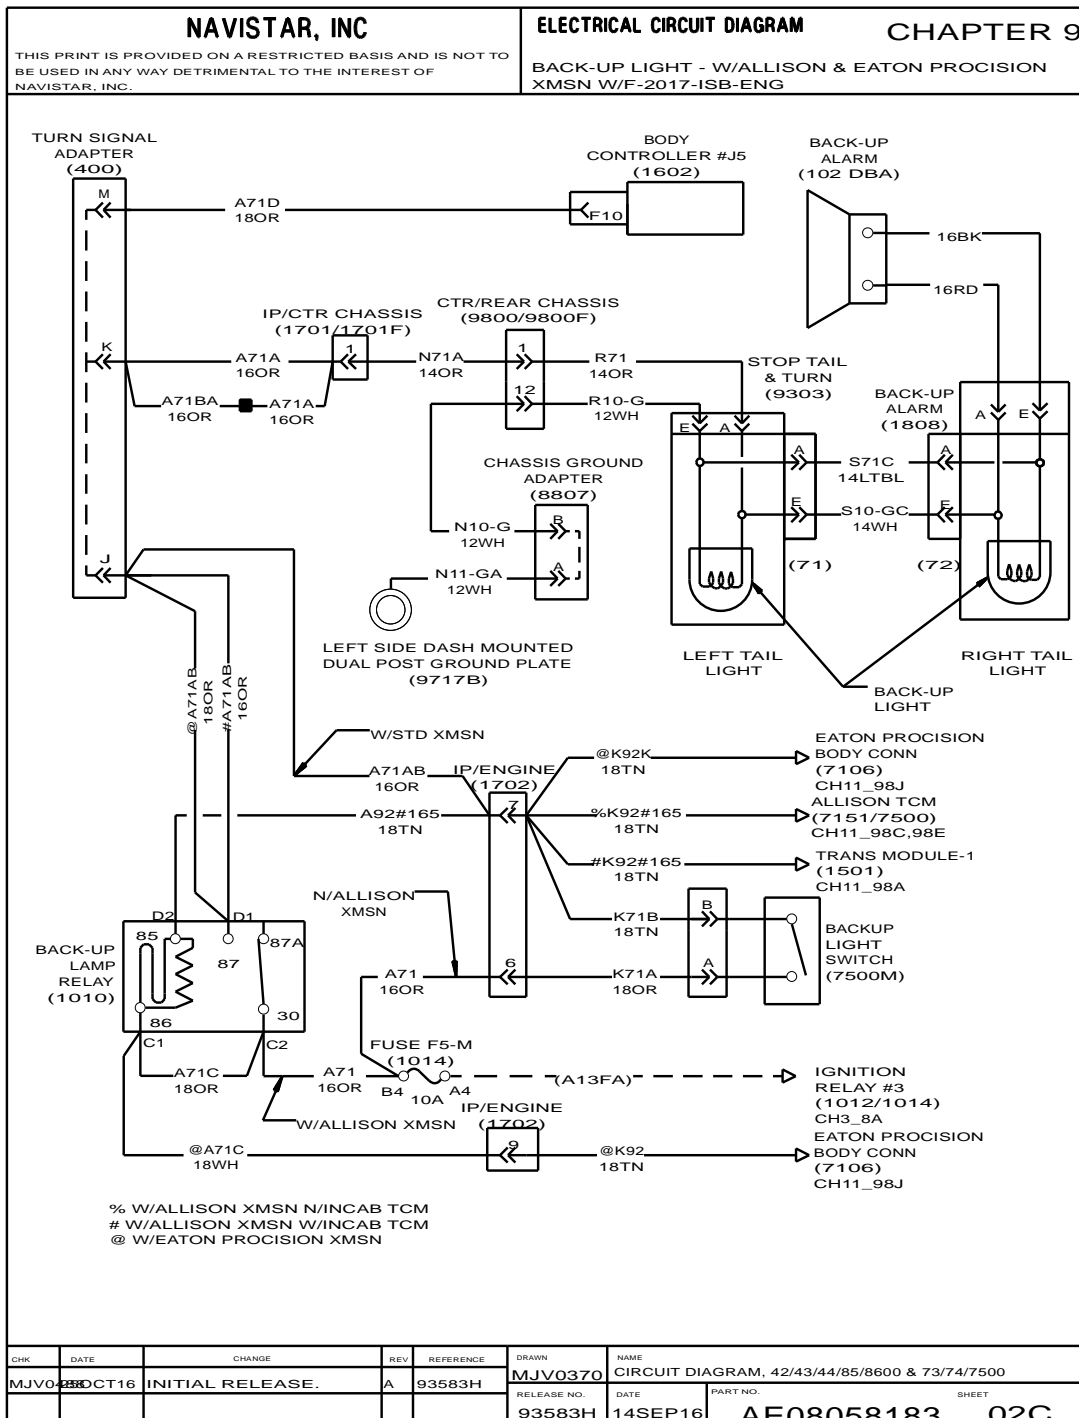 NAVISTAR, INC
THIS PRINT IS PROVIDED ON A RESTRICTED BASIS AND IS NOT TO
BE USED IN ANY WAY DETRIMENTAL TO THE INTEREST OF
NAVISTAR, INC.
ELECTRICAL CIRCUIT DIAGRAM
CHAPTER 9
BACK-UP LIGHT - W/ALLISON & EATON PROCISION
XMSN W/F-2017-ISB-ENG
TURN SIGNAL
ADAPTER
(400)
M
A71D
18OR
BODY
CONTROLLER #J5
(1602)
F10
BACK-UP
ALARM
(102 DBA)
16BK
16RD
IP/CTR CHASSIS
(1701/1701F)
CTR/REAR CHASSIS
(9800/9800F)
K
A71A
16OR
1
N71A
14OR
1
R71
14OR
STOP TAIL
& TURN
(9303)
A71BA
16OR
A71A
16OR
12
R10-G
12WH
BACK-UP
ALARM
(1808)
A
E
E
A
CHASSIS GROUND
ADAPTER
(8807)
A
S71C
14LTBL
A
E
S10-GC
14WH
E
N10-G
12WH
B
J
N11-GA
12WH
A
(71)
(72)
LEFT SIDE DASH MOUNTED
DUAL POST GROUND PLATE
(9717B)
LEFT TAIL
LIGHT
RIGHT TAIL
LIGHT
BACK-UP
LIGHT
@A71AB
18OR
#A71AB
16OR
W/STD XMSN
A71AB
16OR
IP/ENGINE
(1702)
@K92K
18TN
EATON PROCISION
BODY CONN
(7106)
CH11_98J
A92#165
18TN
7
%K92#165
18TN
ALLISON TCM
(7151/7500)
CH11_98C,98E
#K92#165
18TN
TRANS MODULE-1
(1501)
CH11_98A
N/ALLISON
XMSN
K71B
18TN
B
BACKUP
LIGHT
SWITCH
(7500M)
A71
16OR
6
K71A
18OR
A
BACK-UP
LAMP
RELAY
(1010)
D2
D1
85
87
87A
86
30
C1
C2
A71C
18OR
A71
16OR
FUSE F5-M
(1014)
B4
10A
A4
(A13FA)
IGNITION
RELAY #3
(1012/1014)
CH3_8A
W/ALLISON XMSN
IP/ENGINE
(1702)
@A71C
18WH
9
@K92
18TN
EATON PROCISION
BODY CONN
(7106)
CH11_98J
% W/ALLISON XMSN N/INCAB TCM
# W/ALLISON XMSN W/INCAB TCM
@ W/EATON PROCISION XMSN
CHK DATE CHANGE REV REFERENCE
INITIAL RELEASE. A 93583H
DRAWN
MJV0370
NAME
CIRCUIT DIAGRAM, 42/43/44/85/8600 & 73/74/7500
RELEASE NO.
93583H
DATE
14SEP16
PART NO.
AE08058183
SHEET
02C